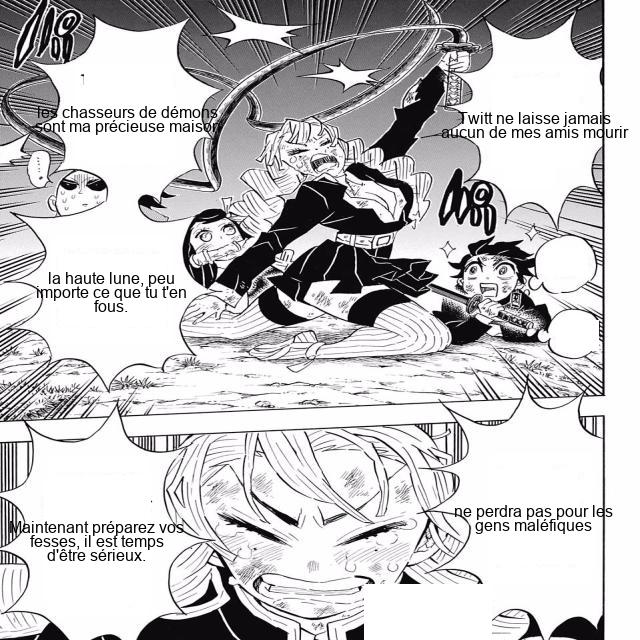 Twitt ne laisse jamais
aucun de mes amis mourir
les chasseurs de démons
sont ma précieuse maison
la haute lune, peu
importe ce que tu t'en
fous.
ne perdra pas pour les
gens maléfiques
Maintenant préparez vos
fesses, il est temps
d'être sérieux.